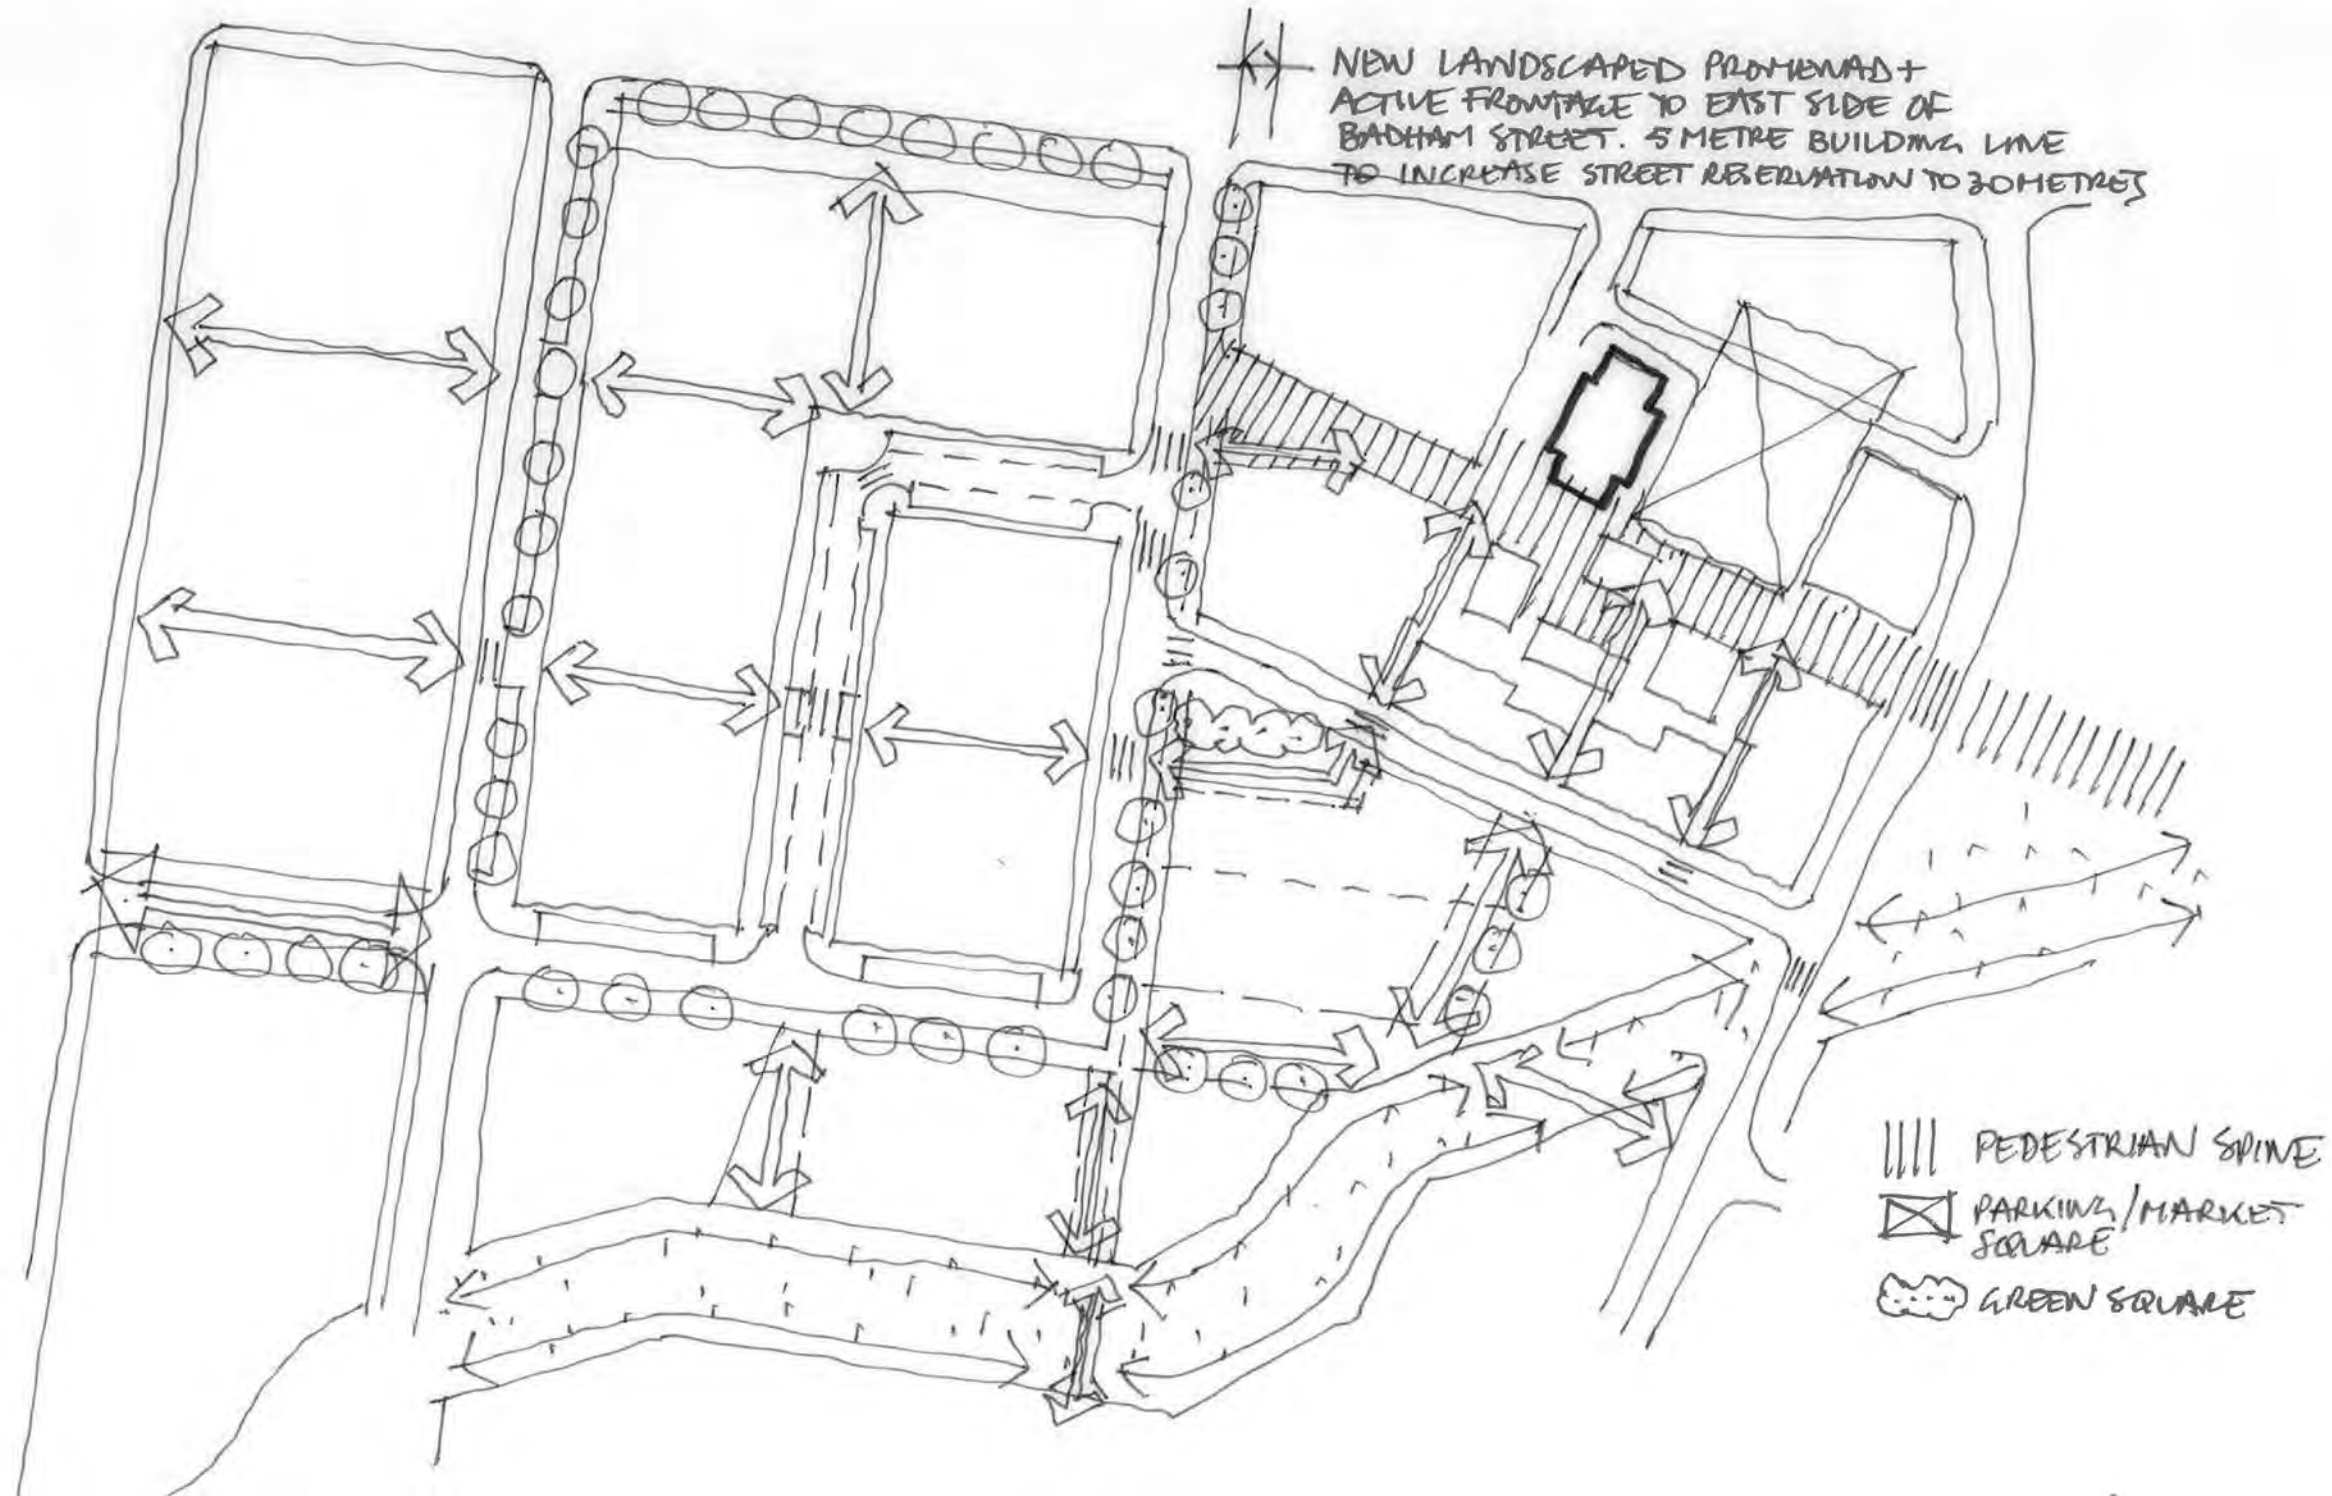 NEW LANDSCAPED PROMENAD+
ACTIVE FRONTAGE TO EAST SIDE OF
BADHAM STREET. 5 METRE BUILDING LINE
TO INCREASE STREET RESERVATION TO 30 METRES
PEDESTRIAN SPINE
PARKING/MARKET
SQUARE
GREEN SQUARE